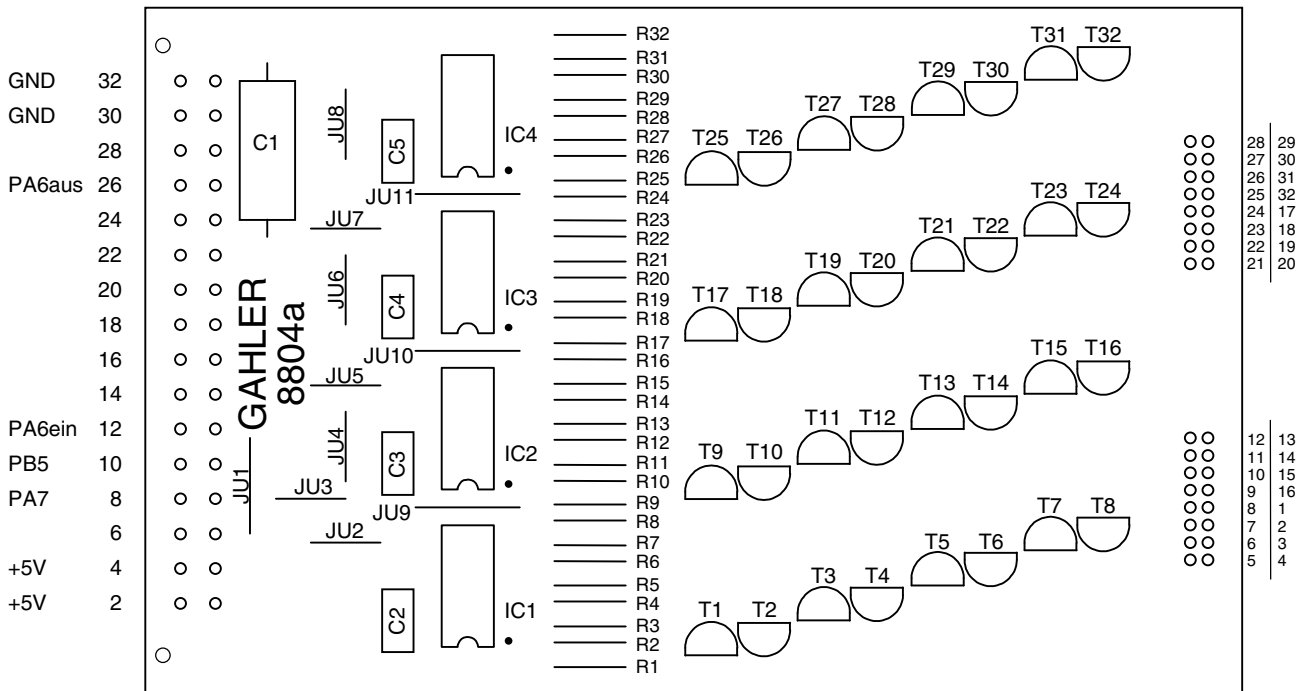 GND 32
GND 30
28
PA6aus 26
24
22
20
18
16
14
PA6ein 12
PB5 10
PA7 8
6
+5V 4
+5V 2
C1
JU8
C5
IC4
JU11
JU7
JU6
C4
IC3
JU10
JU5
GAHLER
8804a
JU4
C3
IC2
JU1
JU3
JU9
JU2
C2
IC1
R32
R31
R30
R29
R28
R27
R26
R25
R24
R23
R22
R21
R20
R19
R18
R17
R16
R15
R14
R13
R12
R11
R10
R9
R8
R7
R6
R5
R4
R3
R2
R1
T31 T32
T29 T30
T27 T28
T25 T26
T23 T24
T21 T22
T19 T20
T17 T18
T15 T16
T13 T14
T11 T12
T9 T10
T7 T8
T5 T6
T3 T4
T1 T2
28 29
27 30
26 31
25 32
24 17
23 18
22 19
21 20
12 13
11 14
10 15
9 16
8 1
7 2
6 3
5 4